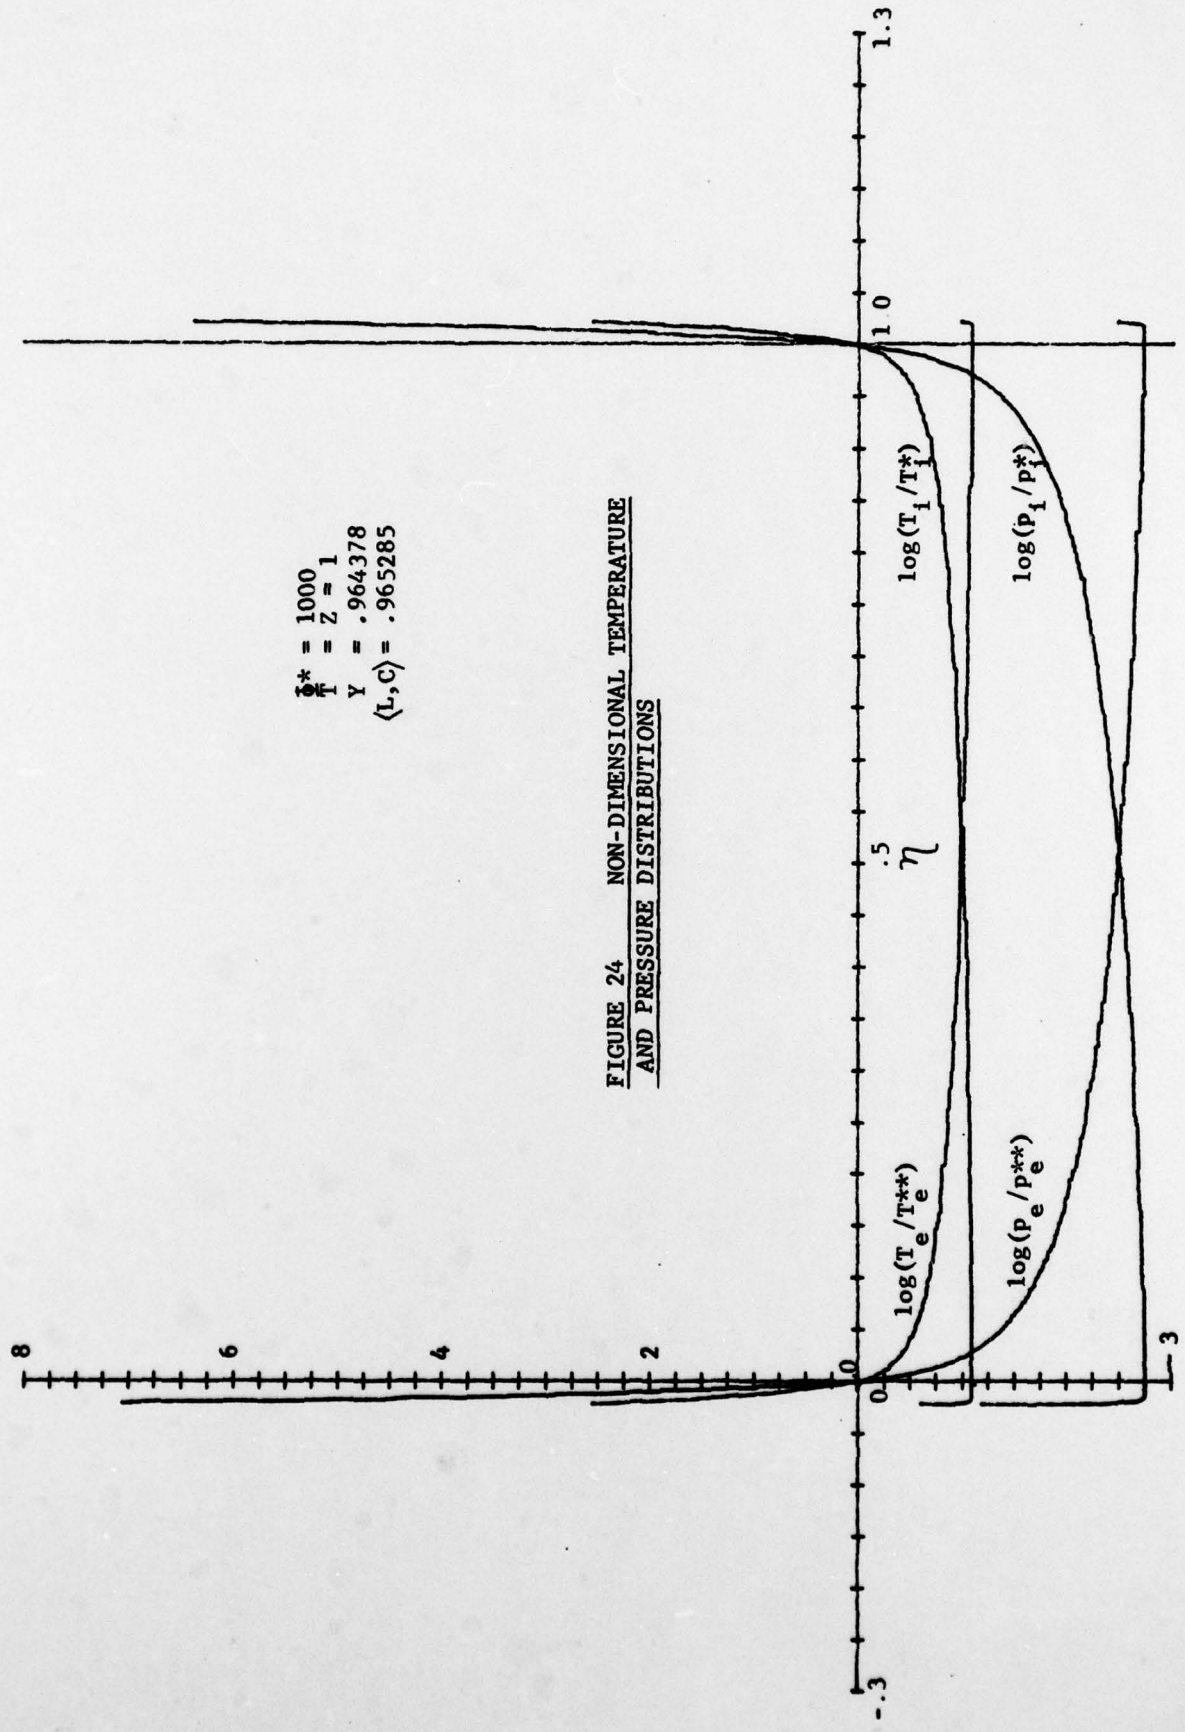 8
6
4
2
0
0
-3
-.3
.5
η
1.0
1.3
Φ* = 1000
T = Z = 1
Y = .964378
⟨L,C⟩= .965285
log(T_e/T_e**)
log(T_i/T_i*)
log(p_e/p_e**)
log(p_i/p_i*)
FIGURE 24 NON-DIMENSIONAL TEMPERATURE
AND PRESSURE DISTRIBUTIONS